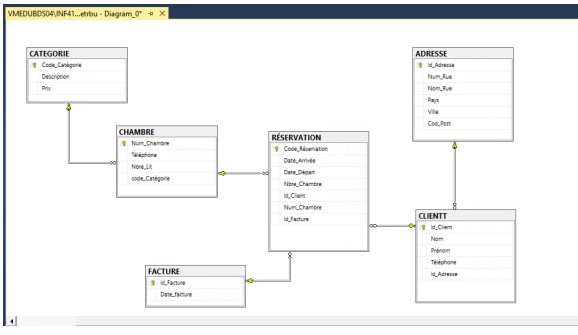 VMEDUBDS04\INF41...etrbu - Diagram_0*
CATEGORIE
Code_Catégorie
Description
Prix
ADRESSE
Id_Adresse
Num_Rue
Nom_Rue
Pays
Ville
Cod_Post
CHAMBRE
Num_Chambre
Téléphone
Nbre_Lit
code_Catégorie
RÉSERVATION
Code_Réservation
Date_Arrivée
Date_Départ
Nbre_Chambre
Id_Client
Num_Chambre
Id_Facture
CLIENTT
Id_Client
Nom
Prénom
Téléphone
Id_Adresse
FACTURE
Id_Facture
Date_facture